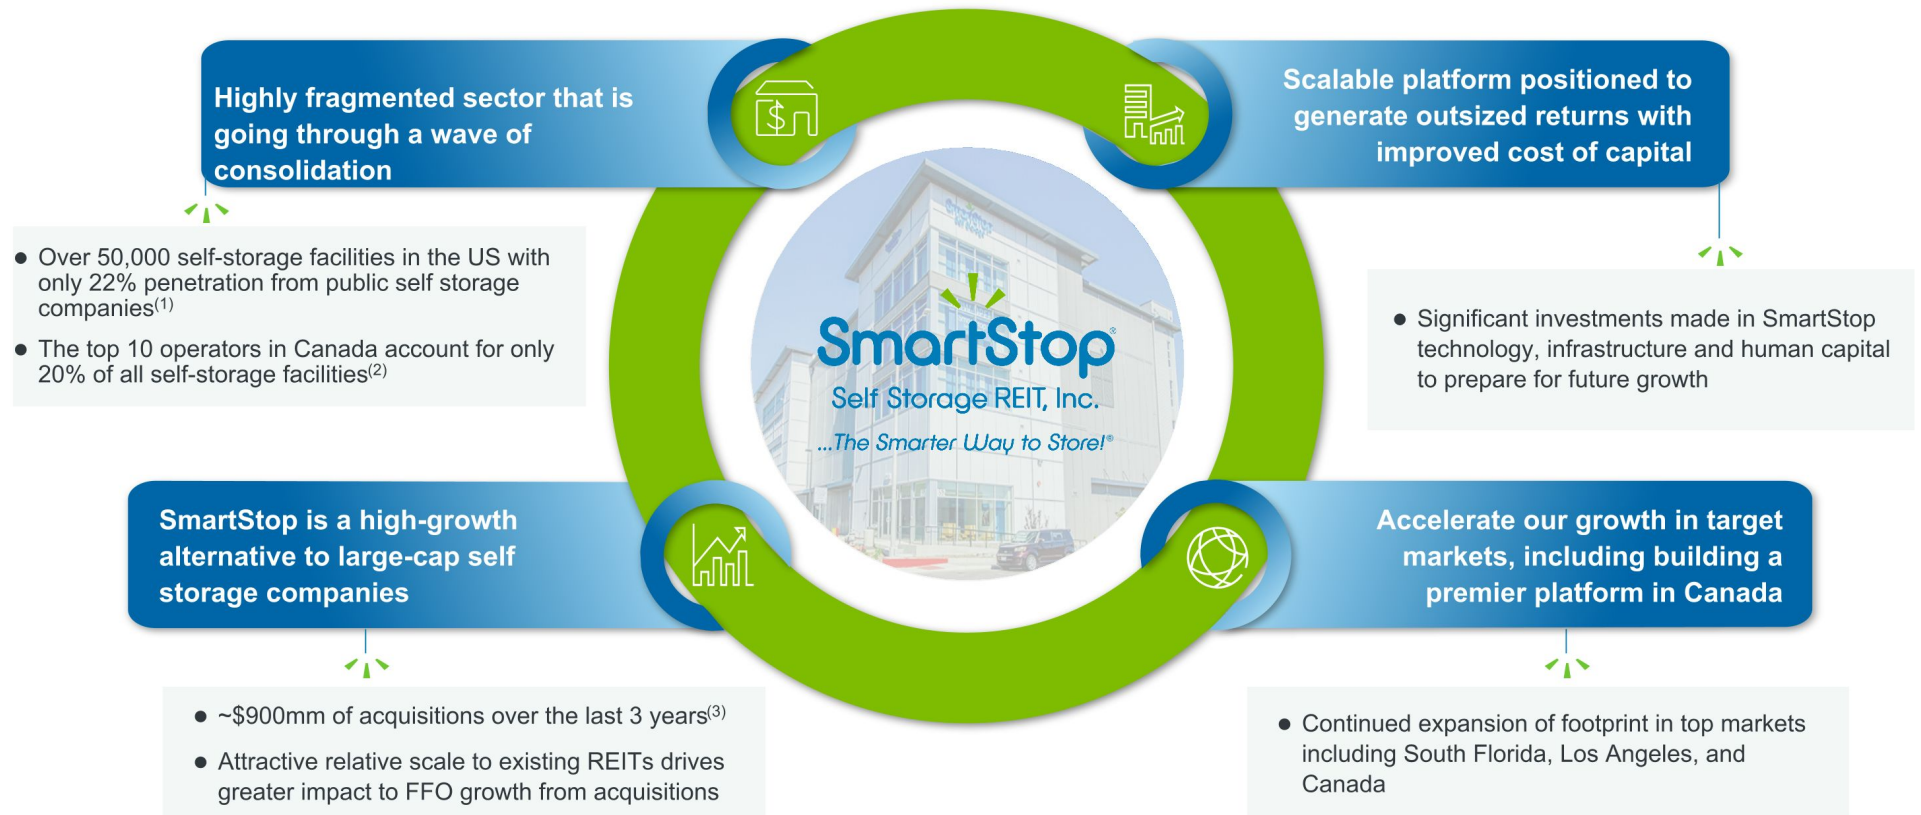 Highly fragmented sector that is
going through a wave of
consolidation
● Over 50,000 self-storage facilities in the US with
only 22% penetration from public self storage
companies(1)
● The top 10 operators in Canada account for only
20% of all self-storage facilities(2)
Scalable platform positioned to
generate outsized returns with
improved cost of capital
● Significant investments made in SmartStop
technology, infrastructure and human capital
to prepare for future growth
SmartStop®
Self Storage REIT, Inc.
...The Smarter Way to Store!®
SmartStop is a high-growth
alternative to large-cap self
storage companies
● ~$900mm of acquisitions over the last 3 years(3)
● Attractive relative scale to existing REITs drives
greater impact to FFO growth from acquisitions
Accelerate our growth in target
markets, including building a
premier platform in Canada
● Continued expansion of footprint in top markets
including South Florida, Los Angeles, and
Canada